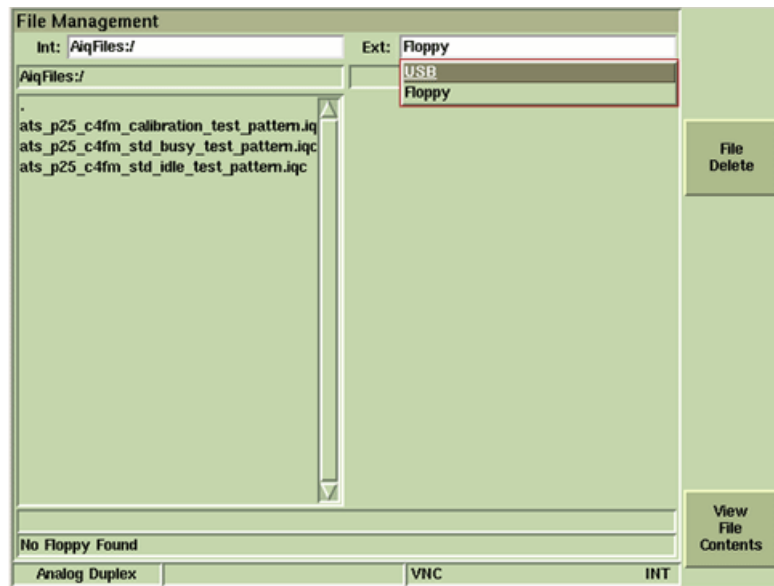 File Management
Int: AiqFiles:/ Ext: Floppy
AiqFiles:/
USB
Floppy
.
ats_p25_c4fm_calibration_test_pattern.iq
ats_p25_c4fm_std_busy_test_pattern.iqc
ats_p25_c4fm_std_idle_test_pattern.iqc
File
Delete
View
File
Contents
No Floppy Found
Analog Duplex VNC INT